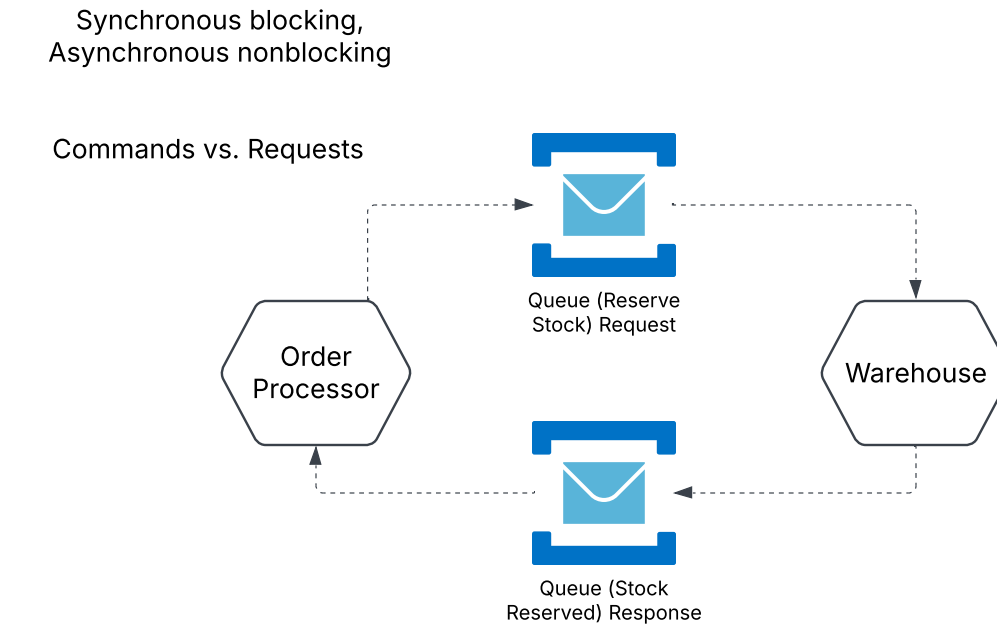 Synchronous blocking,
Asynchronous nonblocking
Commands vs. Requests
Queue (Reserve
Stock) Request
Order
Processor
Warehouse
Queue (Stock
Reserved) Response